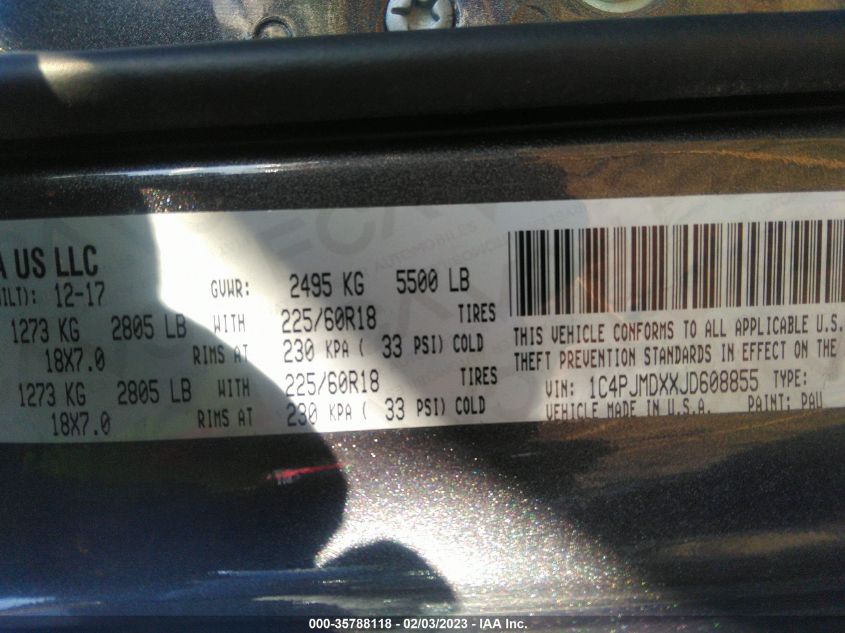 A US LLC
ILT): 12-17 GVWR: 2495 KG 5500 LB
1273 KG 2805 LB WITH 225/60R18 TIRES
18X7.0 RIMS AT 230 KPA ( 33 PSI) COLD
1273 KG 2805 LB WITH 225/60R18 TIRES
18X7.0 RIMS AT 230 KPA ( 33 PSI) COLD
THIS VEHICLE CONFORMS TO ALL APPLICABLE U.S.
THEFT PREVENTION STANDARDS IN EFFECT ON THE
VIN: 1C4PJMDXXJD608855 TYPE:
VEHICLE MADE IN U.S.A. PAINT: PAU
000-35788118 - 02/03/2023 - IAA Inc.